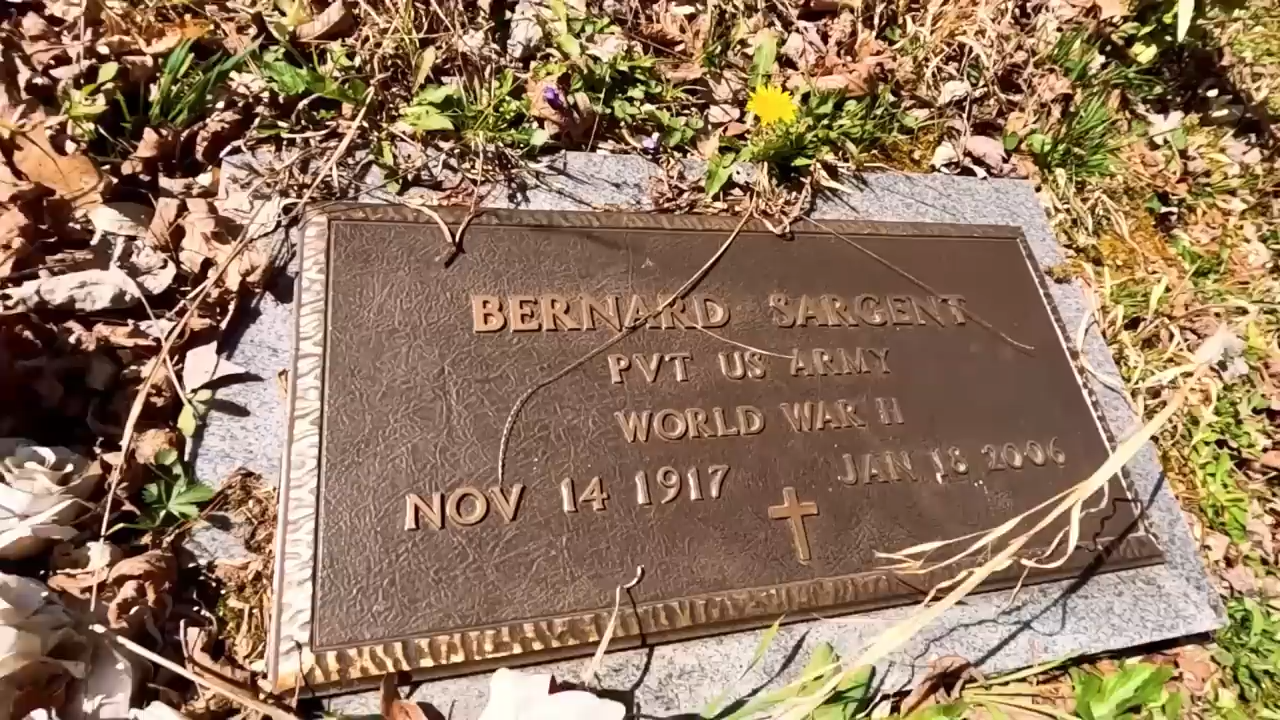 BERNARD SARGENT
PVT US ARMY
WORLD WAR II
NOV 14 1917 JAN 18 2006